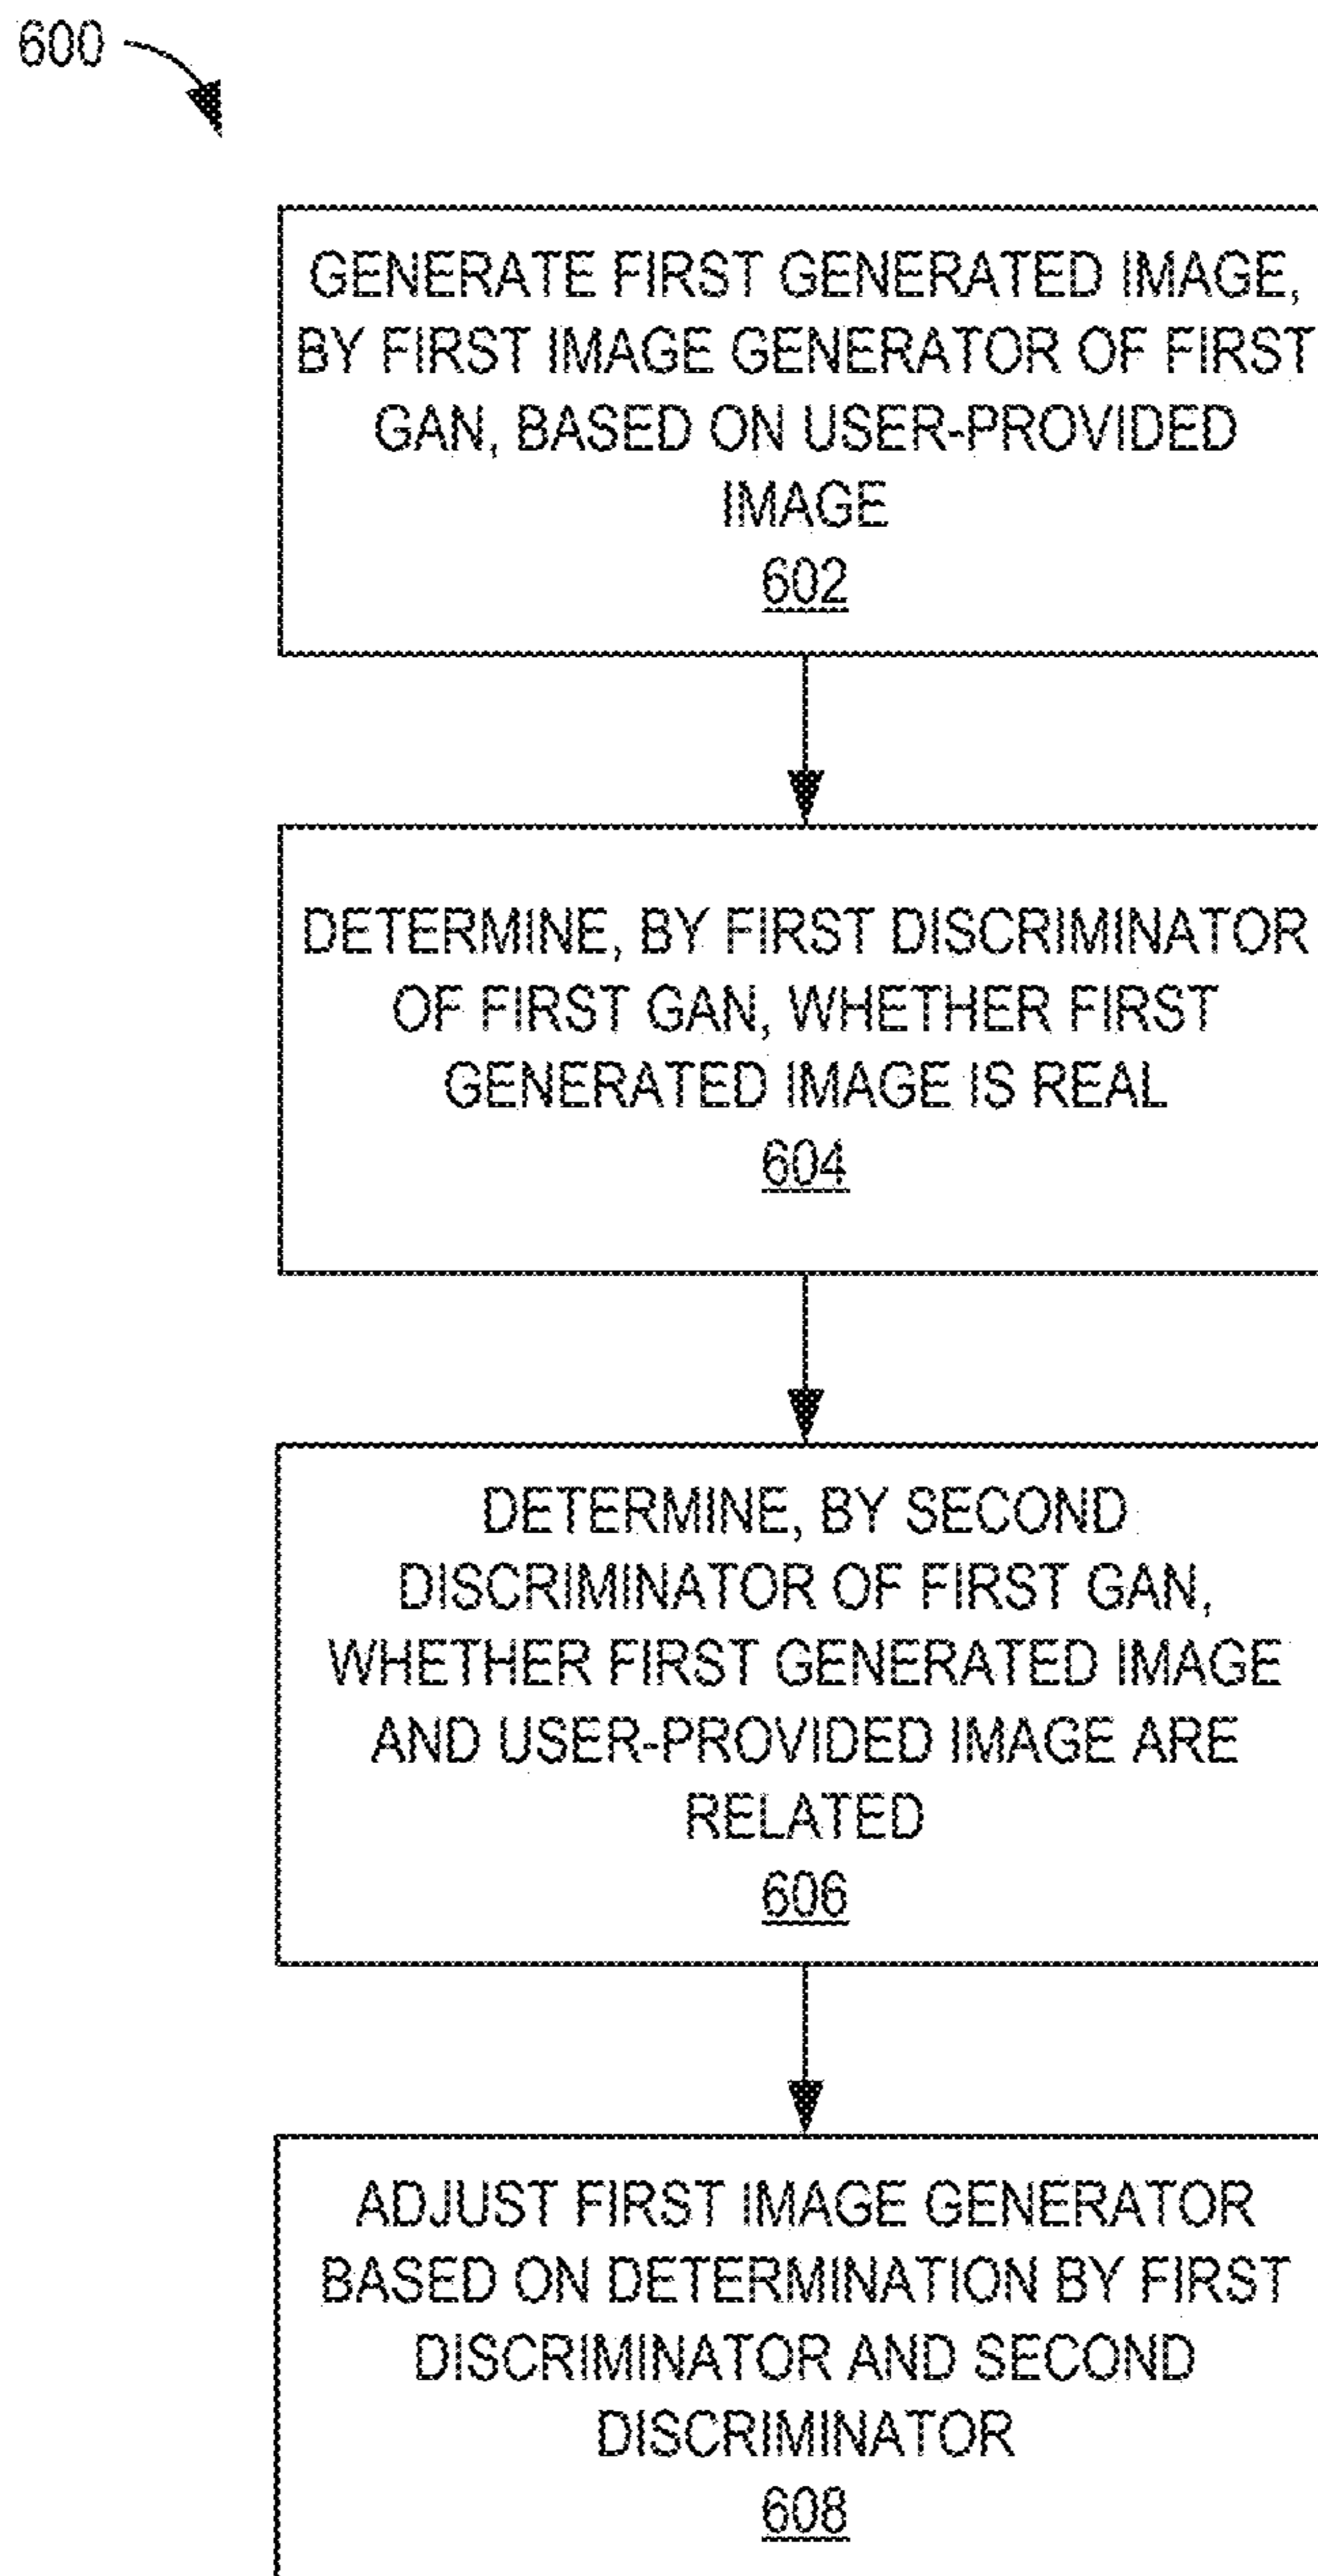 600
GENERATE FIRST GENERATED IMAGE,
BY FIRST IMAGE GENERATOR OF FIRST
GAN, BASED ON USER-PROVIDED
IMAGE
602
DETERMINE, BY FIRST DISCRIMINATOR
OF FIRST GAN, WHETHER FIRST
GENERATED IMAGE IS REAL
604
DETERMINE, BY SECOND
DISCRIMINATOR OF FIRST GAN,
WHETHER FIRST GENERATED IMAGE
AND USER-PROVIDED IMAGE ARE
RELATED
606
ADJUST FIRST IMAGE GENERATOR
BASED ON DETERMINATION BY FIRST
DISCRIMINATOR AND SECOND
DISCRIMINATOR
608